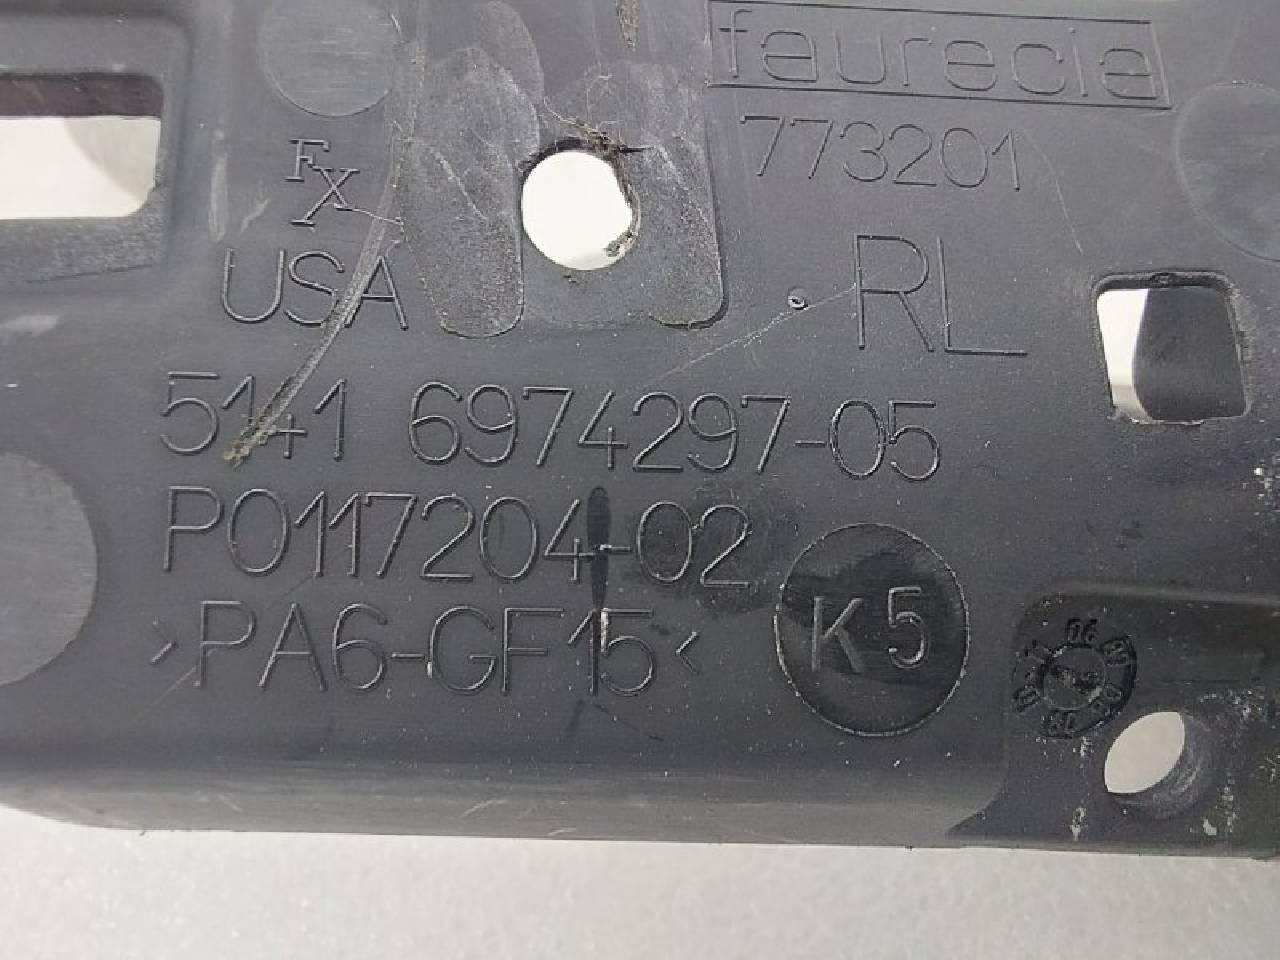 faurecia
773201
FX
USA
RL
5141 6974297-05
P0117204-02
>PA6-GF15<
K5